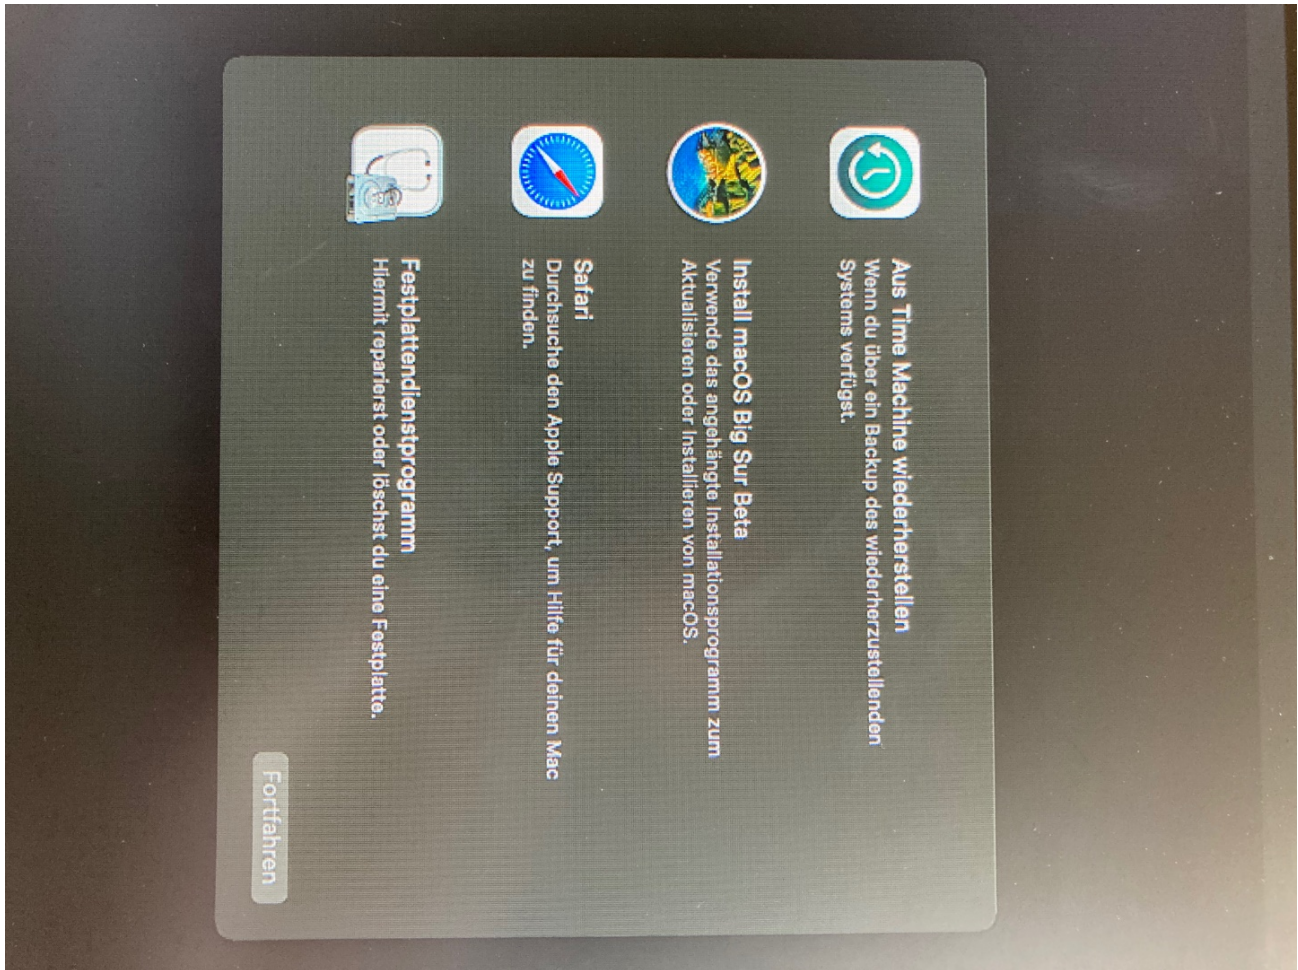 Aus Time Machine wiederherstellen
Wenn du über ein Backup des wiederherzustellenden
Systems verfügst.
Install macOS Big Sur Beta
Verwende das angehängte Installationsprogramm zum
Aktualisieren oder Installieren von macOS.
Safari
Durchsuche den Apple Support, um Hilfe für deinen Mac
zu finden.
Festplattendienstprogramm
Hiermit reparierst oder löschst du eine Festplatte.
Fortfahren